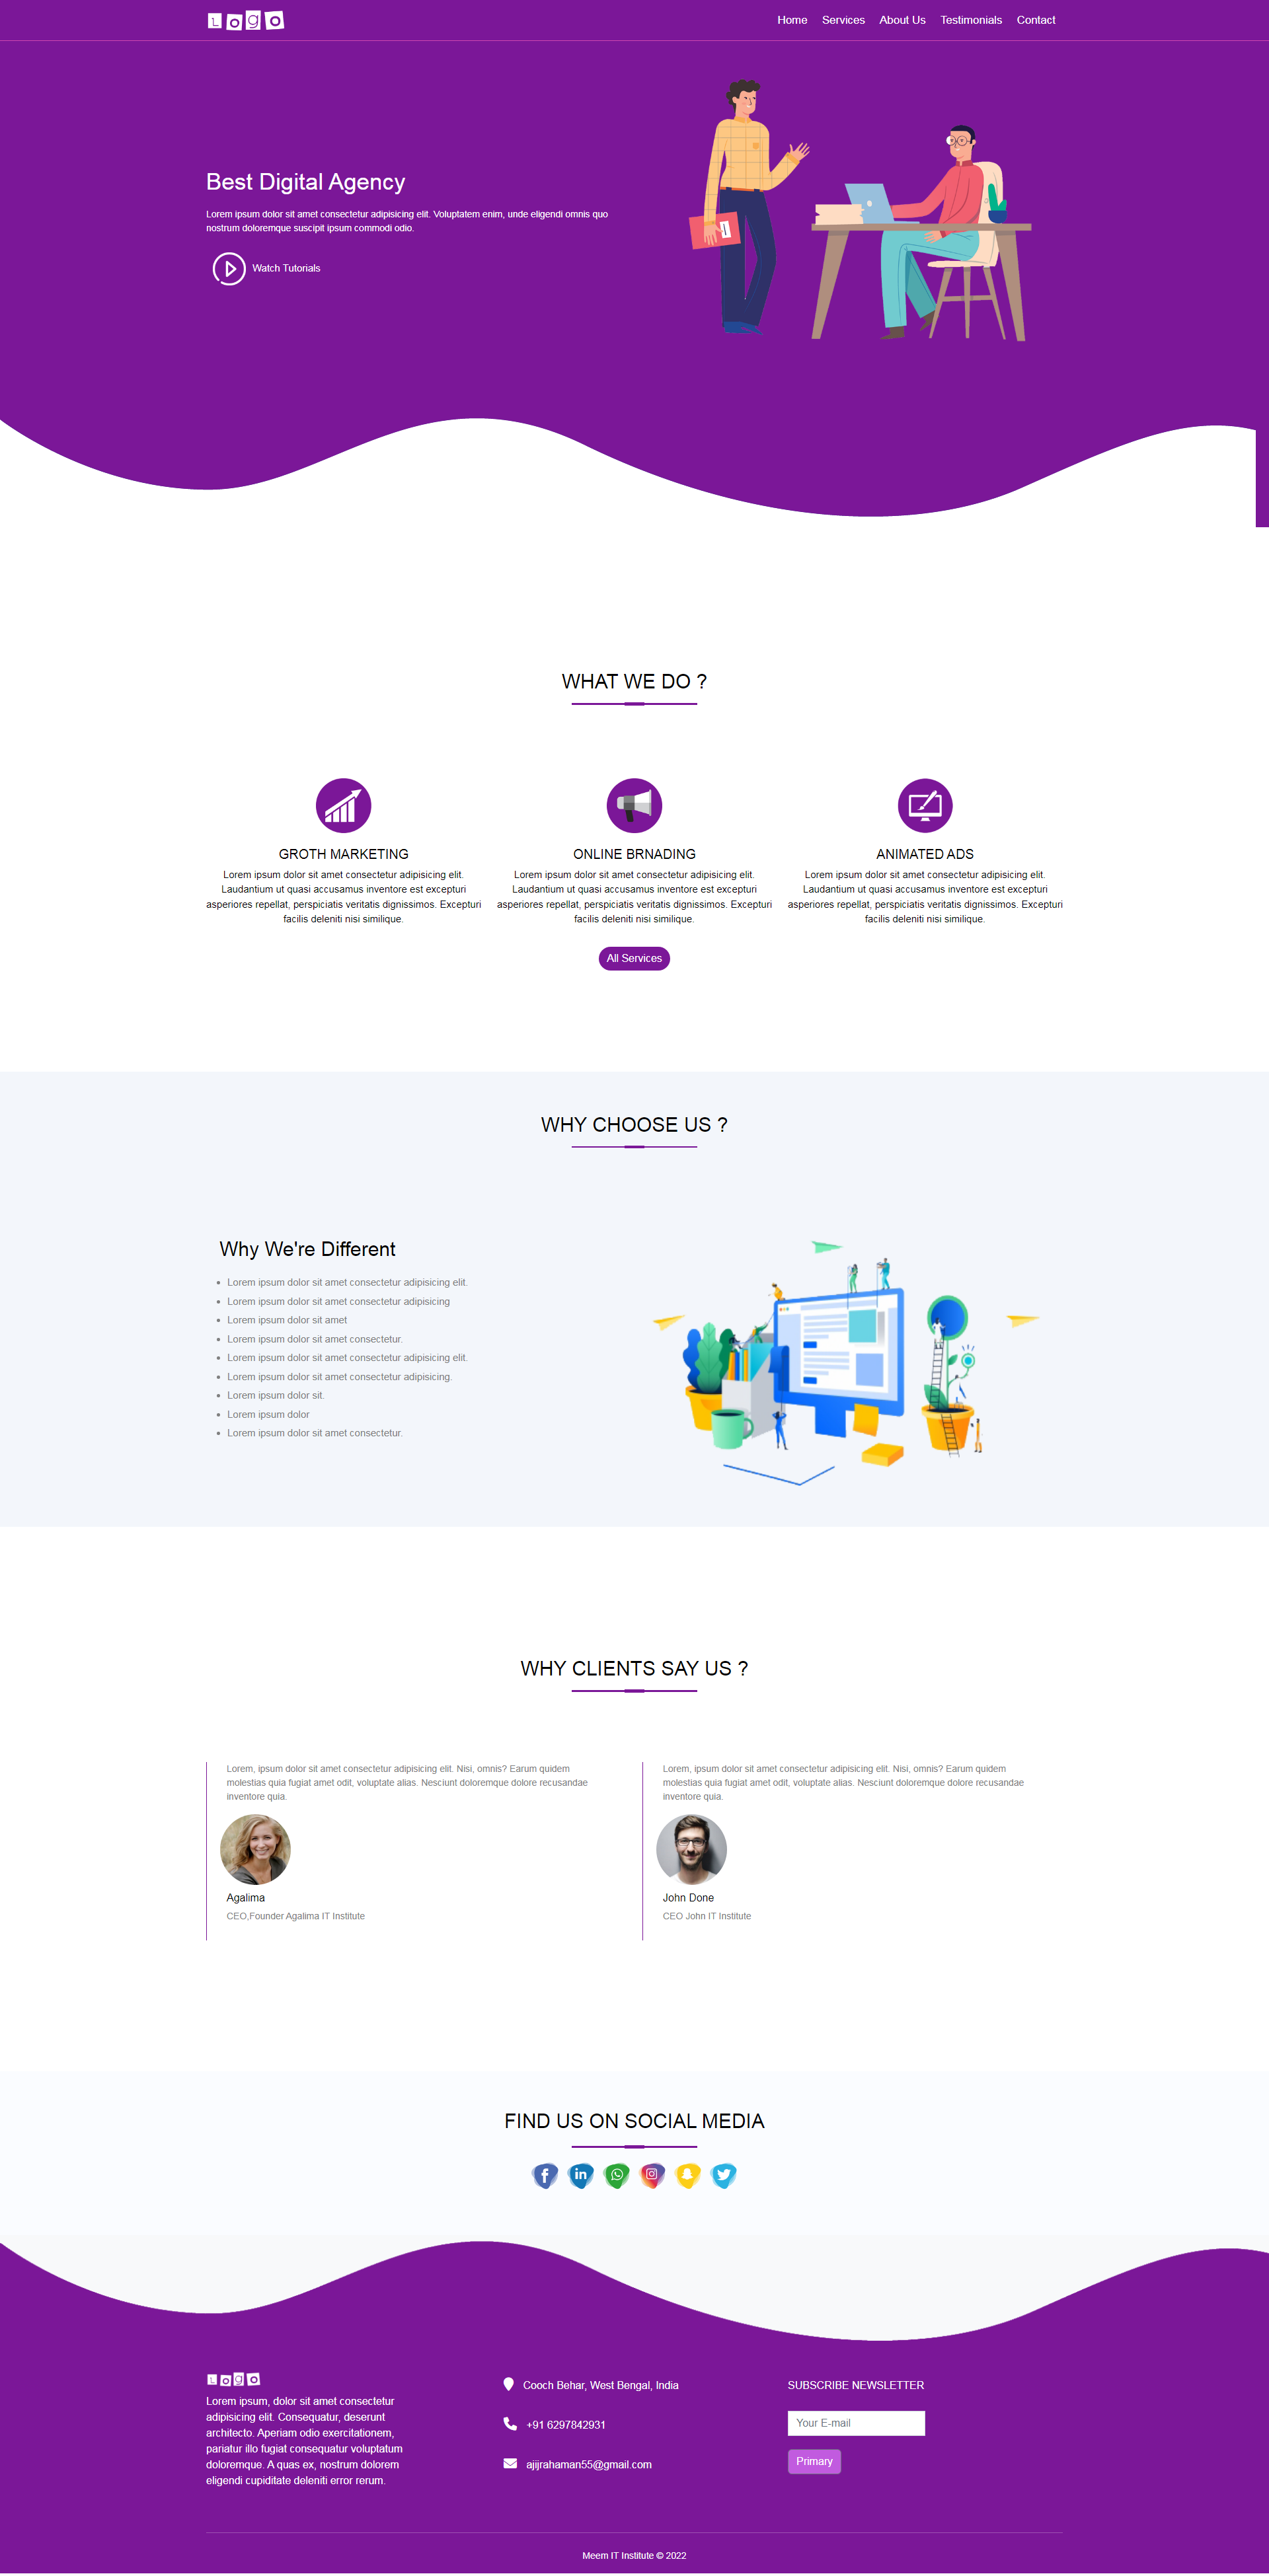 Logo
Home Services About Us Testimonials Contact
Best Digital Agency
Lorem ipsum dolor sit amet consectetur adipisicing elit. Voluptatem enim, unde eligendi omnis quo
nostrum doloremque suscipit ipsum commodi odio.
Watch Tutorials
WHAT WE DO ?
GROTH MARKETING
Lorem ipsum dolor sit amet consectetur adipisicing elit.
Laudantium ut quasi accusamus inventore est excepturi
asperiores repellat, perspiciatis veritatis dignissimos. Excepturi
facilis deleniti nisi similique.
ONLINE BRNADING
Lorem ipsum dolor sit amet consectetur adipisicing elit.
Laudantium ut quasi accusamus inventore est excepturi
asperiores repellat, perspiciatis veritatis dignissimos. Excepturi
facilis deleniti nisi similique.
ANIMATED ADS
Lorem ipsum dolor sit amet consectetur adipisicing elit.
Laudantium ut quasi accusamus inventore est excepturi
asperiores repellat, perspiciatis veritatis dignissimos. Excepturi
facilis deleniti nisi similique.
All Services
WHY CHOOSE US ?
Why We're Different
Lorem ipsum dolor sit amet consectetur adipisicing elit.
Lorem ipsum dolor sit amet consectetur adipisicing
Lorem ipsum dolor sit amet
Lorem ipsum dolor sit amet consectetur.
Lorem ipsum dolor sit amet consectetur adipisicing elit.
Lorem ipsum dolor sit amet consectetur adipisicing.
Lorem ipsum dolor sit.
Lorem ipsum dolor
Lorem ipsum dolor sit amet consectetur.
WHY CLIENTS SAY US ?
Lorem, ipsum dolor sit amet consectetur adipisicing elit. Nisi, omnis? Earum quidem
molestias quia fugiat amet odit, voluptate alias. Nesciunt doloremque dolore recusandae
inventore quia.
Agalima
CEO,Founder Agalima IT Institute
Lorem, ipsum dolor sit amet consectetur adipisicing elit. Nisi, omnis? Earum quidem
molestias quia fugiat amet odit, voluptate alias. Nesciunt doloremque dolore recusandae
inventore quia.
John Done
CEO John IT Institute
FIND US ON SOCIAL MEDIA
Logo
Lorem ipsum, dolor sit amet consectetur
adipisicing elit. Consequatur, deserunt
architecto. Aperiam odio exercitationem,
pariatur illo fugiat consequatur voluptatum
doloremque. A quas ex, nostrum dolorem
eligendi cupiditate deleniti error rerum.
Cooch Behar, West Bengal, India
+91 6297842931
ajijrahaman55@gmail.com
SUBSCRIBE NEWSLETTER
Your E-mail
Primary
Meem IT Institute © 2022